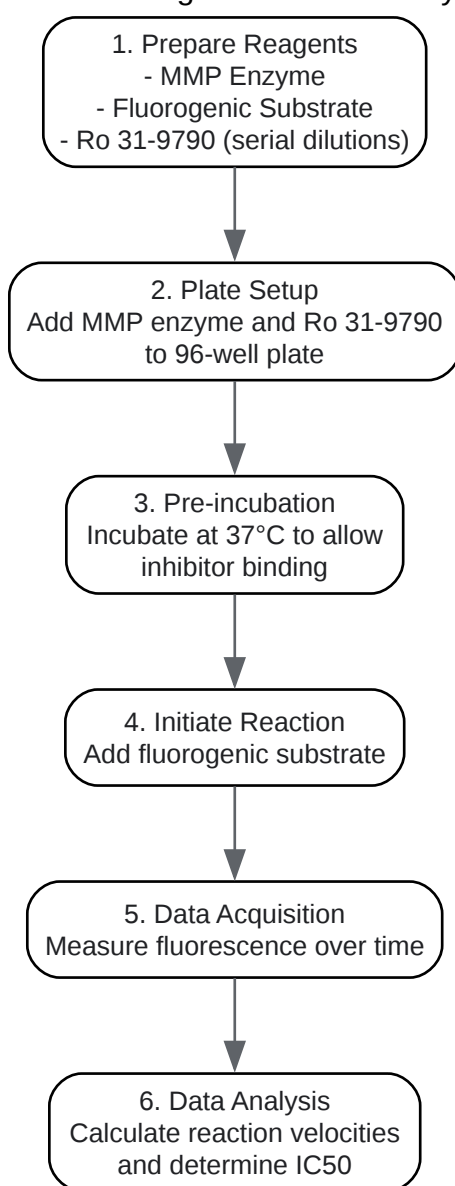 1. Prepare Reagents
- MMP Enzyme
- Fluorogenic Substrate
- Ro 31-9790 (serial dilutions)
2. Plate Setup
Add MMP enzyme and Ro 31-9790
to 96-well plate
3. Pre-incubation
Incubate at 37°C to allow
inhibitor binding
4. Initiate Reaction
Add fluorogenic substrate
5. Data Acquisition
Measure fluorescence over time
6. Data Analysis
Calculate reaction velocities
and determine IC50